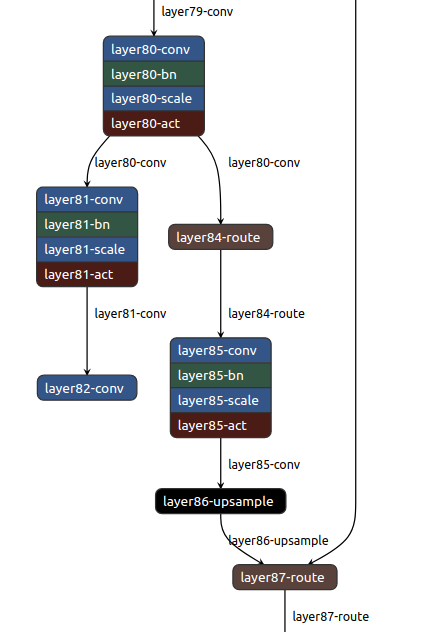 layer79-conv
layer80-conv
layer80-bn
layer80-scale
layer80-act
layer80-conv
layer80-conv
layer81-conv
layer81-bn
layer81-scale
layer81-act
layer84-route
layer81-conv
layer84-route
layer82-conv
layer85-conv
layer85-bn
layer85-scale
layer85-act
layer85-conv
layer86-upsample
layer86-upsample
layer87-route
layer87-route